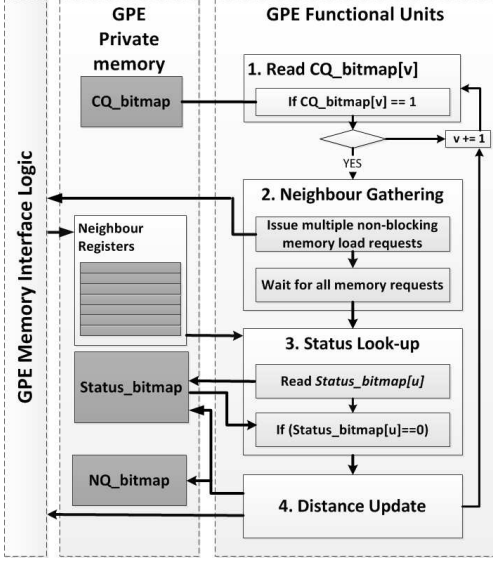 GPE
Private
memory
GPE Functional Units
GPE Memory Interface Logic
CQ_bitmap
1. Read CQ_bitmap[v]
If CQ_bitmap[v] == 1
v += 1
YES
2. Neighbour Gathering
Issue multiple non-blocking
memory load requests
Wait for all memory requests
Neighbour
Registers
3. Status Look-up
Read Status_bitmap[u]
If (Status_bitmap[u]==0)
Status_bitmap
NQ_bitmap
4. Distance Update